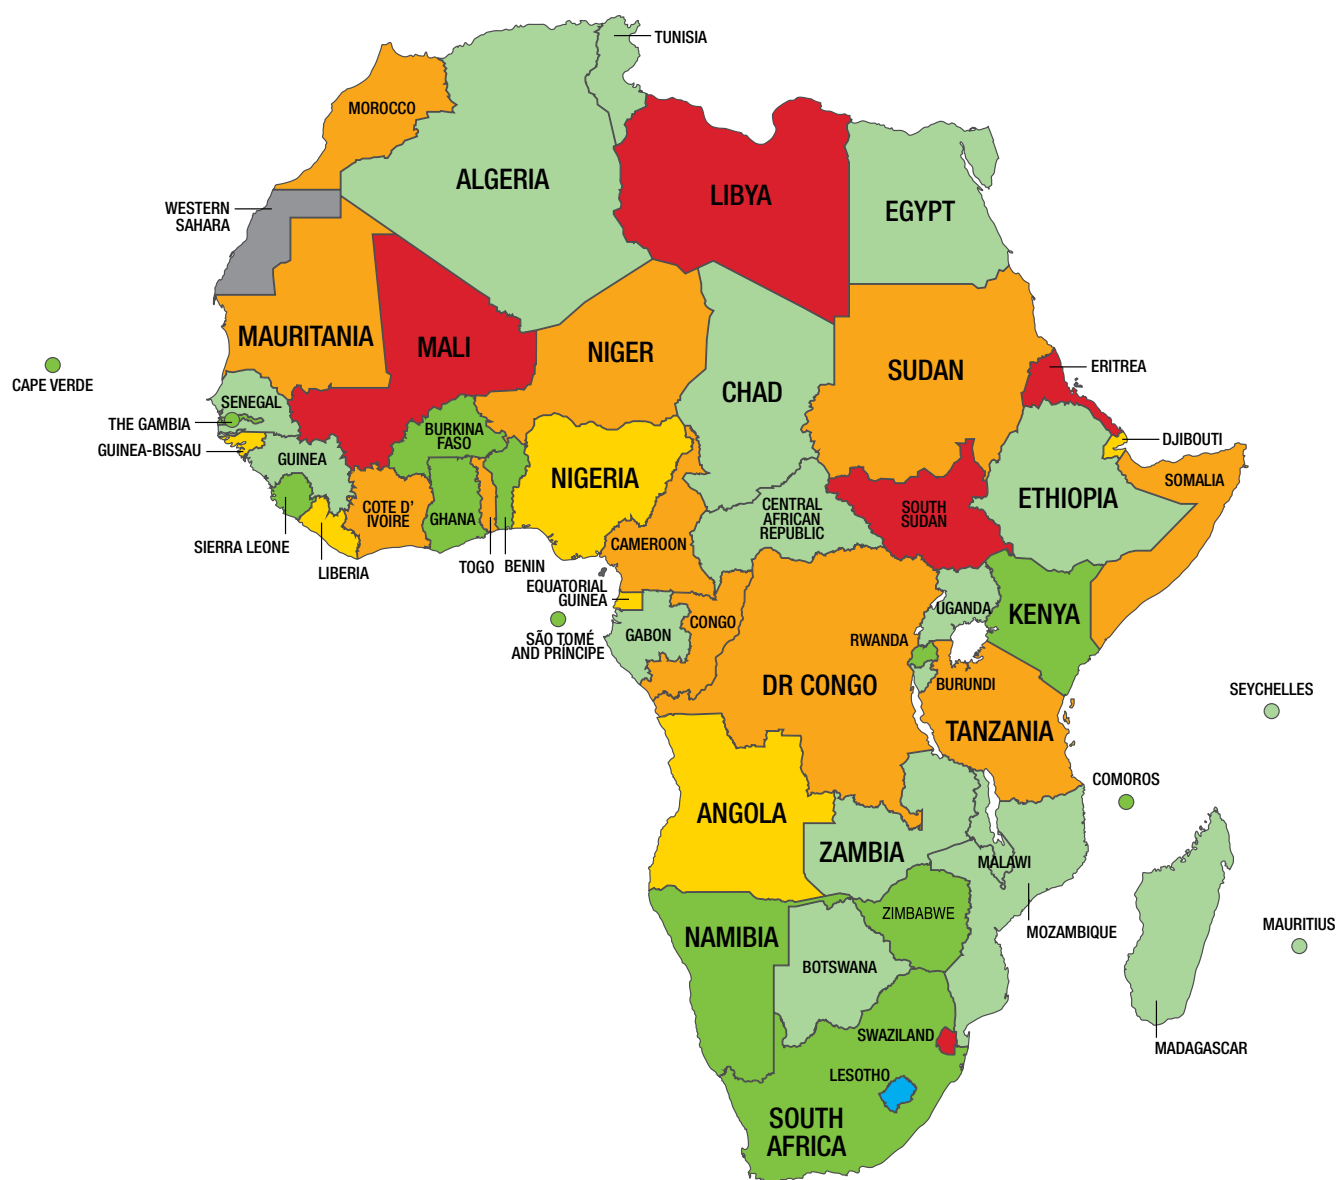 TUNISIA
MOROCCO
ALGERIA
LIBYA
EGYPT
WESTERN
SAHARA
MAURITANIA
MALI
NIGER
CHAD
SUDAN
ERITREA
CAPE VERDE
SENEGAL
THE GAMBIA
GUINEA-BISSAU
GUINEA
BURKINA
FASO
NIGERIA
DJIBOUTI
SOMALIA
ETHIOPIA
SOUTH
SUDAN
CENTRAL
AFRICAN
REPUBLIC
COTE D'
IVOIRE
GHANA
SIERRA LEONE
LIBERIA
TOGO
BENIN
CAMEROON
EQUATORIAL
GUINEA
SÃO TOMÉ
AND PRÍNCIPE
GABON
CONGO
UGANDA
KENYA
RWANDA
DR CONGO
BURUNDI
TANZANIA
SEYCHELLES
COMOROS
ANGOLA
ZAMBIA
MALAWI
MOZAMBIQUE
ZIMBABWE
NAMIBIA
BOTSWANA
MAURITIUS
MADAGASCAR
SWAZILAND
LESOTHO
SOUTH
AFRICA